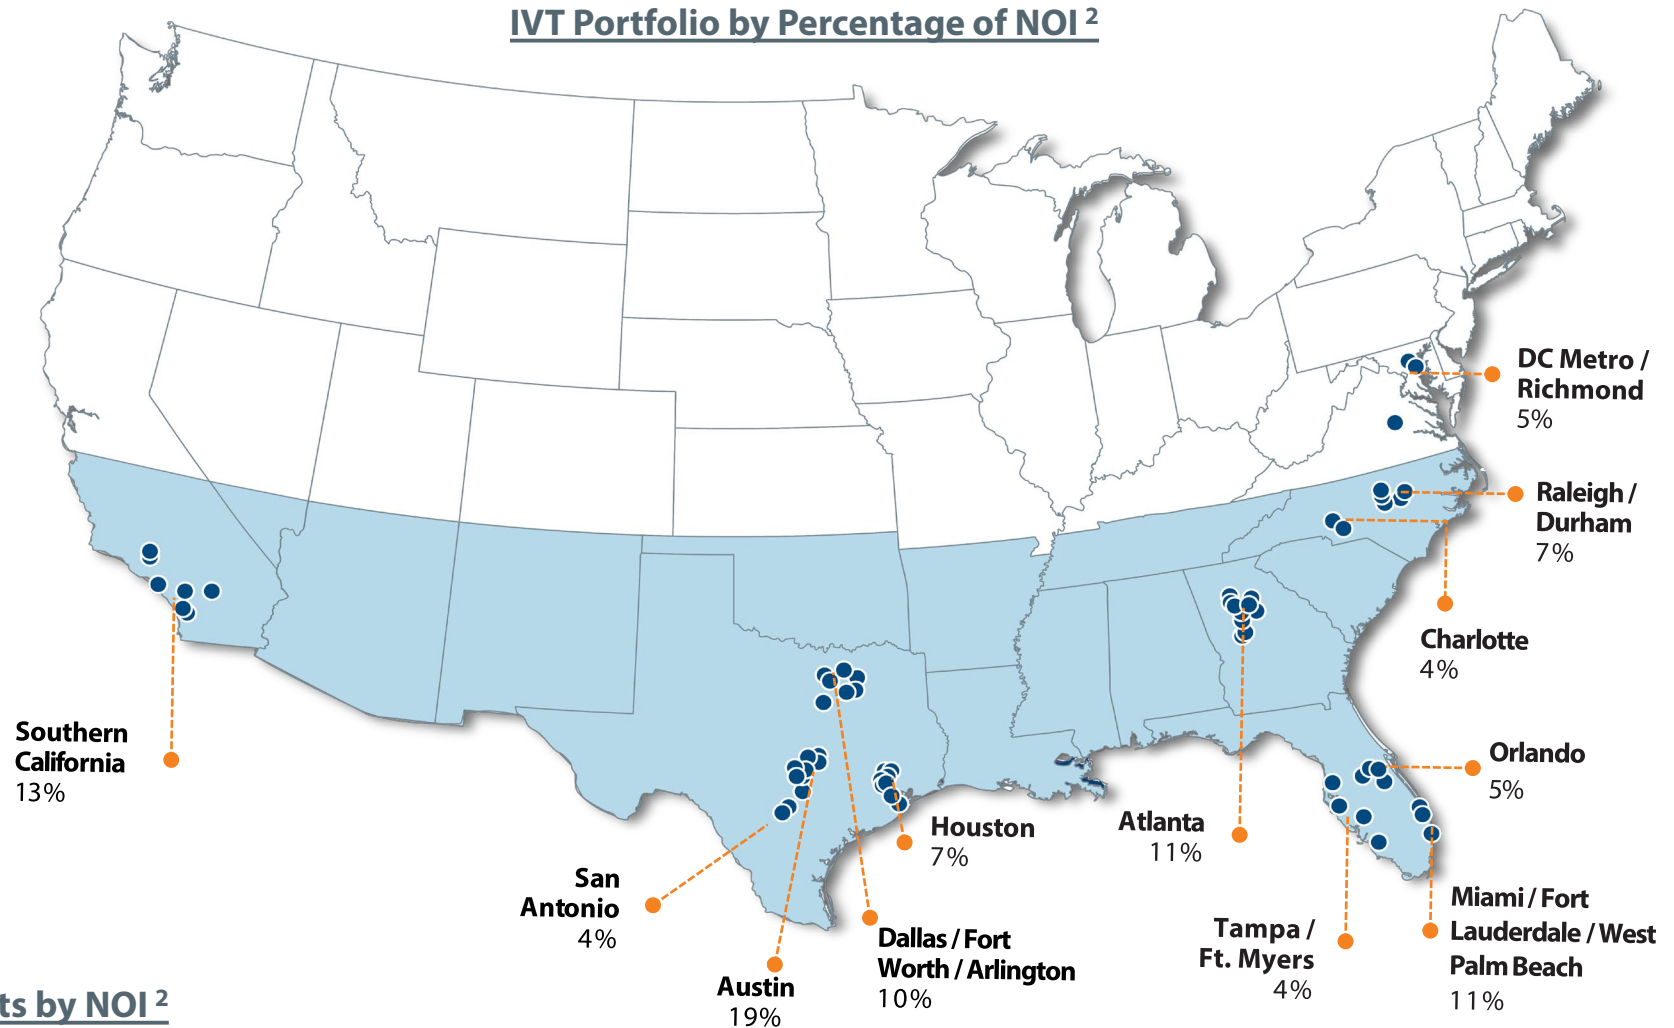 IVT Portfolio by Percentage of NOI 2
DC Metro /
Richmond
5%
Raleigh /
Durham
7%
Charlotte
4%
Southern
California
13%
Orlando
5%
Atlanta
11%
Houston
7%
San
Antonio
4%
Miami / Fort
Lauderdale / West
Palm Beach
11%
Tampa /
Ft. Myers
4%
Dallas / Fort
Worth / Arlington
10%
Austin
19%
ts by NOI 2